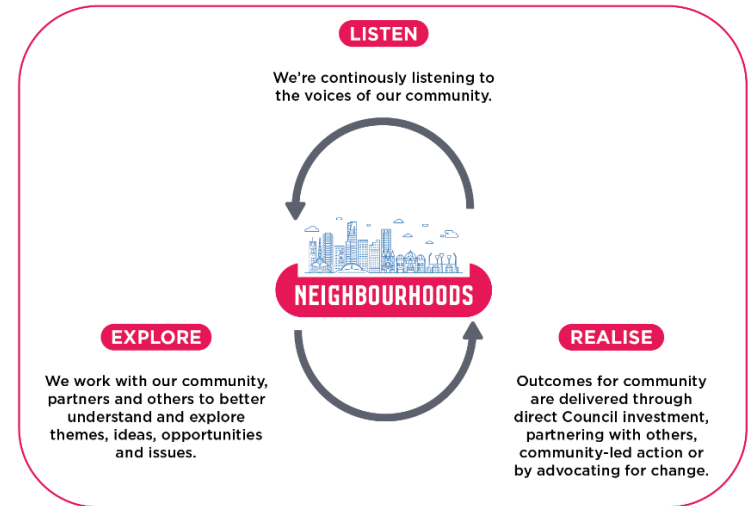 LISTEN
We're continously listening to
the voices of our community.
NEIGHBOURHOODS
EXPLORE
We work with our community,
partners and others to better
understand and explore
themes, ideas, opportunities
and issues.
REALISE
Outcomes for community
are delivered through
direct Council investment,
partnering with others,
community-led action or
by advocating for change.